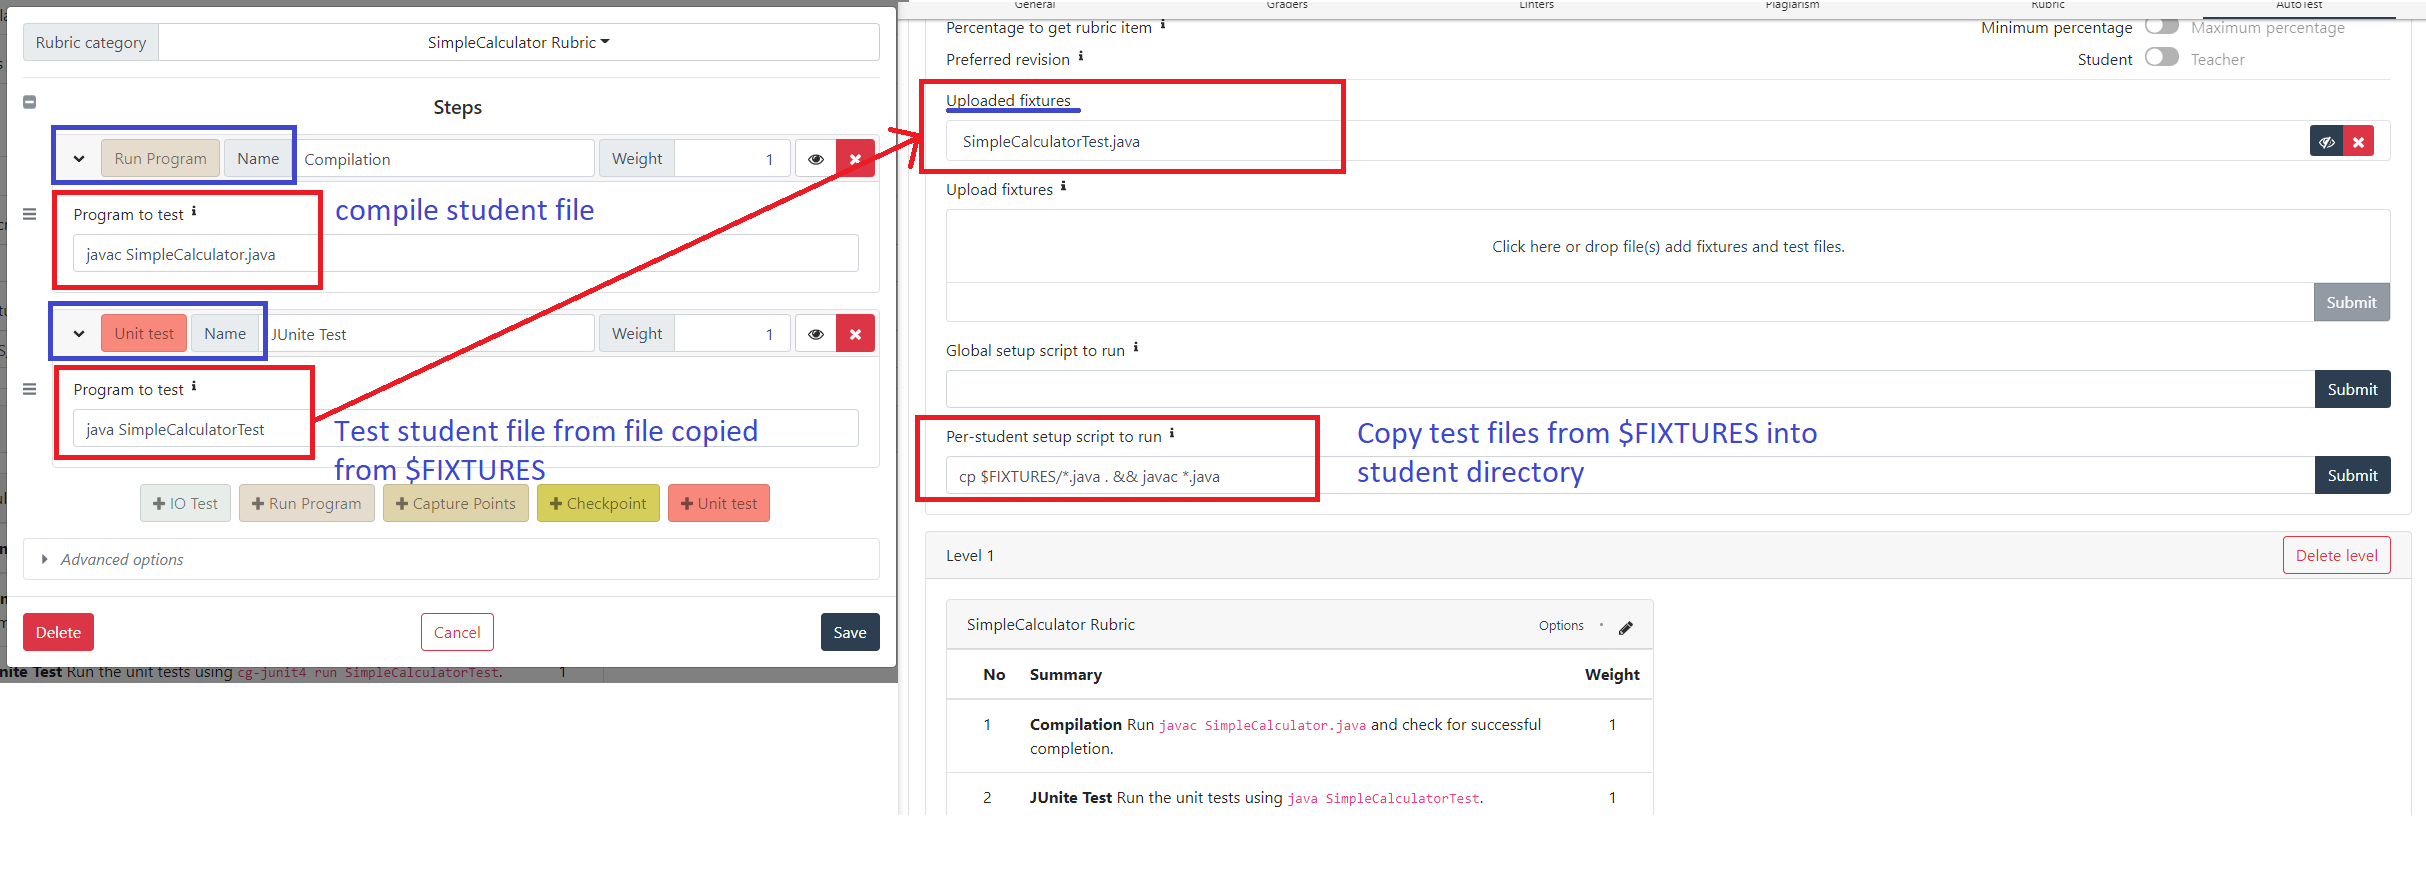 Rubric category
SimpleCalculator Rubric
Steps
Run Program Name Compilation Weight 1
Program to test i
compile student file
javac SimpleCalculator.java
Unit test Name JUnite Test Weight 1
Program to test i
java SimpleCalculatorTest
Test student file from file copied
from $FIXTURES
+ IO Test + Run Program + Capture Points + Checkpoint + Unit test
Advanced options
Delete Cancel Save
nite Test Run the unit tests using cg-junit4 run SimpleCalculatorTest. 1
General Graders Linters Plagiarism Rubric AutoTest
Percentage to get rubric item i Minimum percentage Maximum percentage
Preferred revision i Student Teacher
Uploaded fixtures
SimpleCalculatorTest.java
Upload fixtures i
Click here or drop file(s) add fixtures and test files.
Submit
Global setup script to run i
Submit
Per-student setup script to run i
cp $FIXTURES/*.java . && javac *.java
Submit
Copy test files from $FIXTURES into
student directory
Level 1 Delete level
SimpleCalculator Rubric Options •
No Summary Weight
1 Compilation Run javac SimpleCalculator.java and check for successful 1
completion.
2 JUnite Test Run the unit tests using java SimpleCalculatorTest. 1